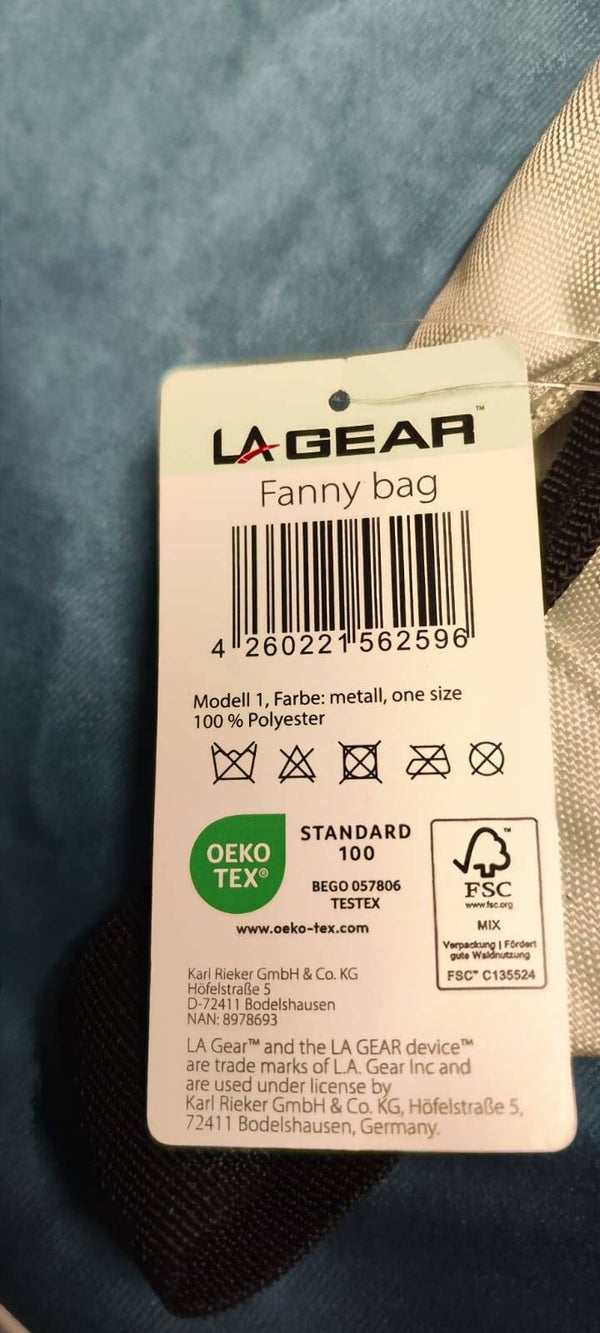 LA GEAR™
Fanny bag
4 260221 562596
Modell 1, Farbe: metall, one size
100 % Polyester
OEKO
TEX®
STANDARD
100
BEGO 057806
TESTEX
www.oeko-tex.com
™
FSC
www.fsc.org
MIX
Verpackung | Fördert
gute Waldnutzung
FSC™ C135524
Karl Rieker GmbH & Co. KG
Höfelstraße 5
D-72411 Bodelshausen
NAN: 8978693
LA Gear™ and the LA GEAR device™
are trade marks of L.A. Gear Inc and
are used under license by
Karl Rieker GmbH & Co. KG, Höfelstraße 5,
72411 Bodelshausen, Germany.